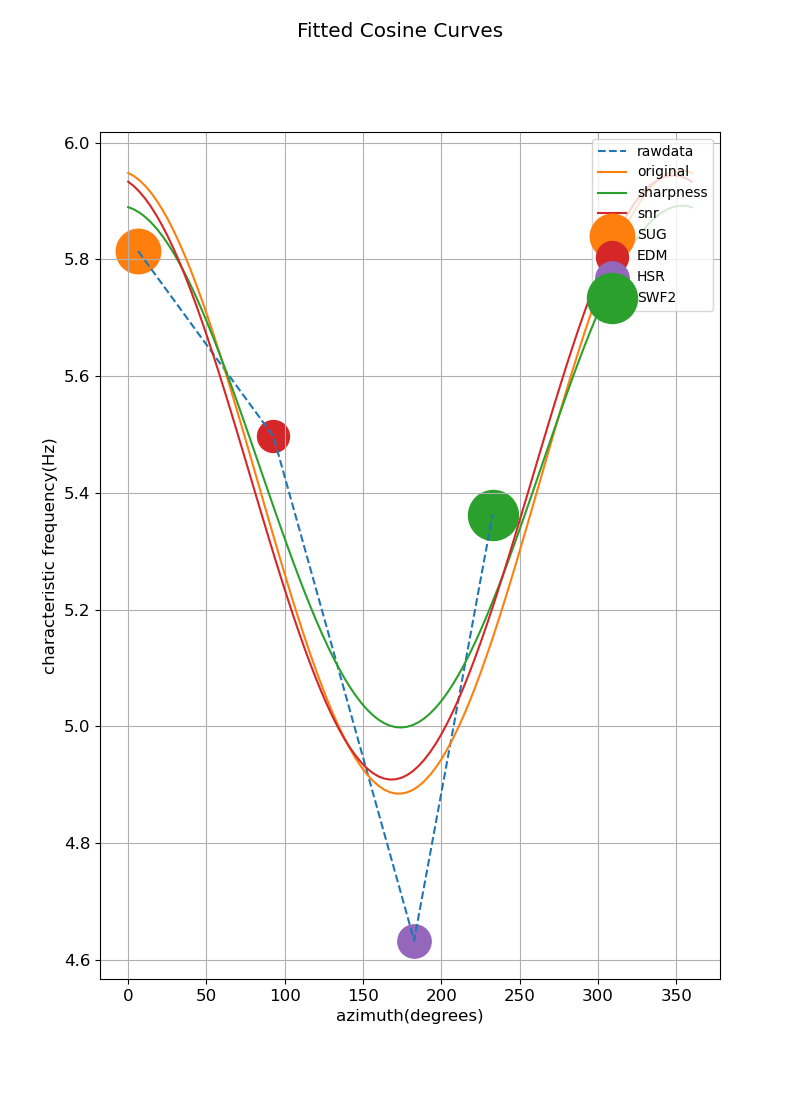 Fitted Cosine Curves
6.0
5.8
5.6
5.4
5.2
5.0
4.8
4.6
characteristic frequency(Hz)
rawdata
original
sharpness
snr
SUG
EDM
HSR
SWF2
0 50 100 150 200 250 300 350
azimuth(degrees)